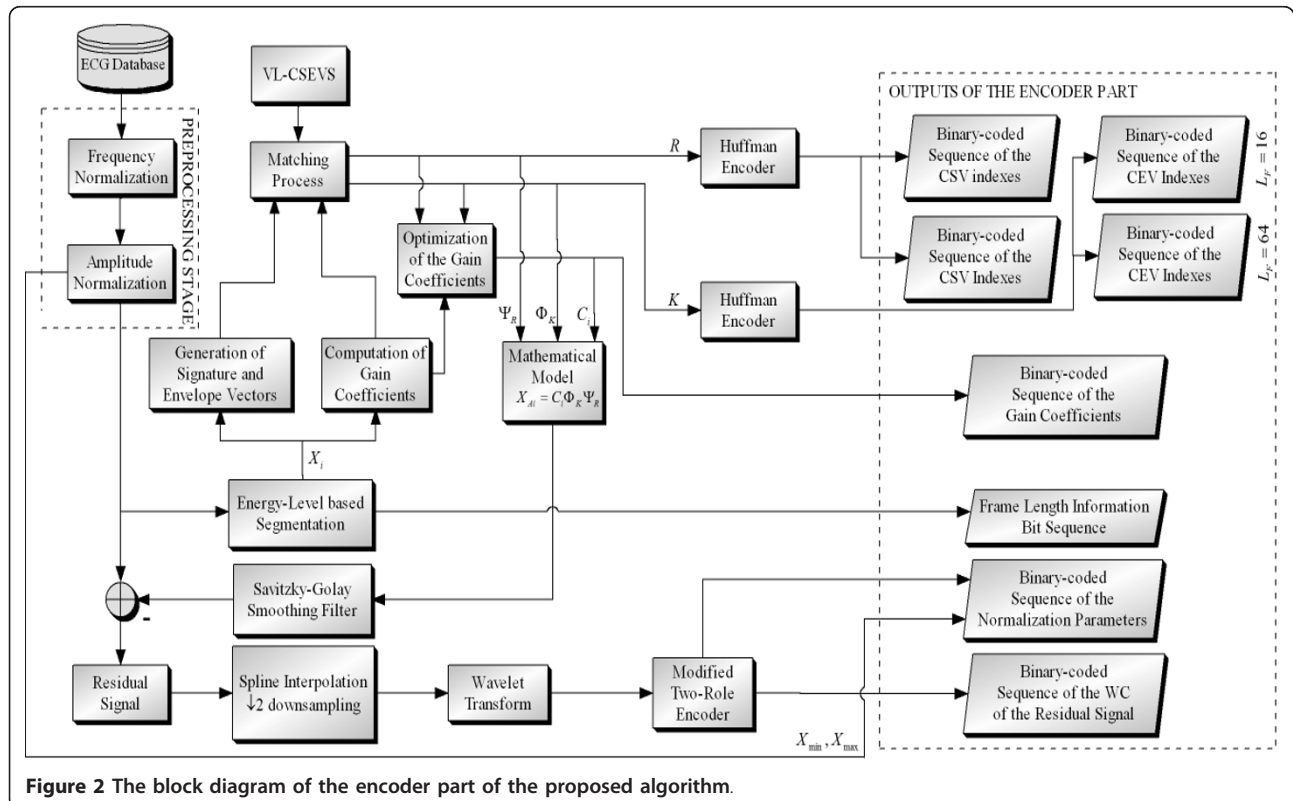 ECG Database
PREPROCESSING STAGE
Frequency
Normalization
Amplitude
Normalization
VL-CSEVS
Matching
Process
Optimization
of the Gain
Coefficients
Generation of
Signature and
Envelope Vectors
Computation of
Gain
Coefficients
Ψ_R
Φ_K
C_i
Mathematical
Model
X_Ai = C_i Φ_K Ψ_R
X_i
Energy-Level based
Segmentation
Savitzky-Golay
Smoothing Filter
-
Residual
Signal
Spline Interpolation
↓2 downsampling
Wavelet
Transform
Modified
Two-Role
Encoder
X_min , X_max
R
Huffman
Encoder
K
Huffman
Encoder
OUTPUTS OF THE ENCODER PART
Binary-coded
Sequence of the
CSV indexes
Binary-coded
Sequence of the
CEV Indexes
L_F = 16
Binary-coded
Sequence of the
CSV Indexes
Binary-coded
Sequence of the
CEV Indexes
L_F = 64
Binary-coded
Sequence of the
Gain Coefficients
Frame Length Information
Bit Sequence
Binary-coded
Sequence of the
Normalization Parameters
Binary-coded
Sequence of the WC
of the Residual Signal
Figure 2 The block diagram of the encoder part of the proposed algorithm.